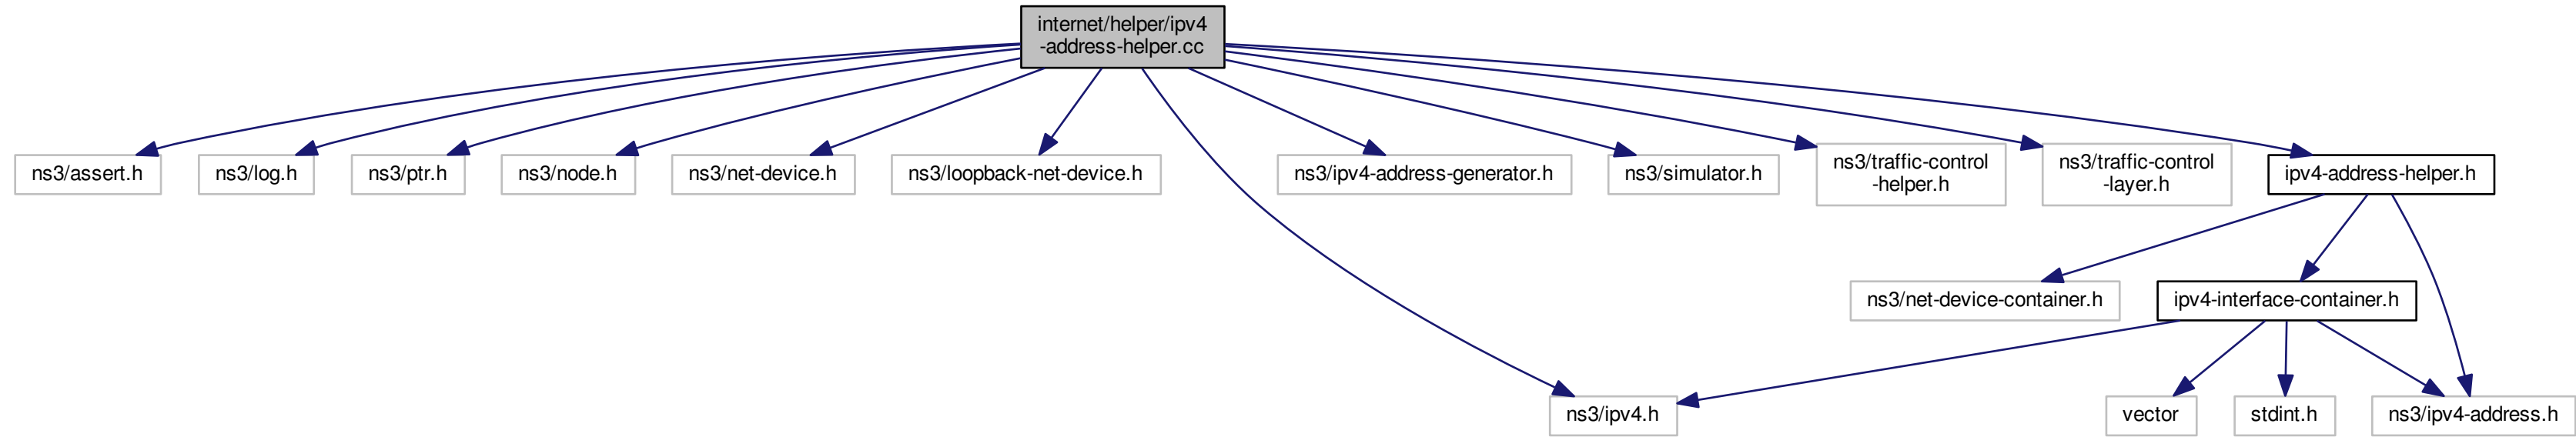 internet/helper/ipv4
-address-helper.cc
ns3/assert.h
ns3/log.h
ns3/ptr.h
ns3/node.h
ns3/net-device.h
ns3/loopback-net-device.h
ns3/ipv4-address-generator.h
ns3/simulator.h
ns3/traffic-control
-helper.h
ns3/traffic-control
-layer.h
ipv4-address-helper.h
ns3/net-device-container.h
ipv4-interface-container.h
ns3/ipv4.h
vector
stdint.h
ns3/ipv4-address.h